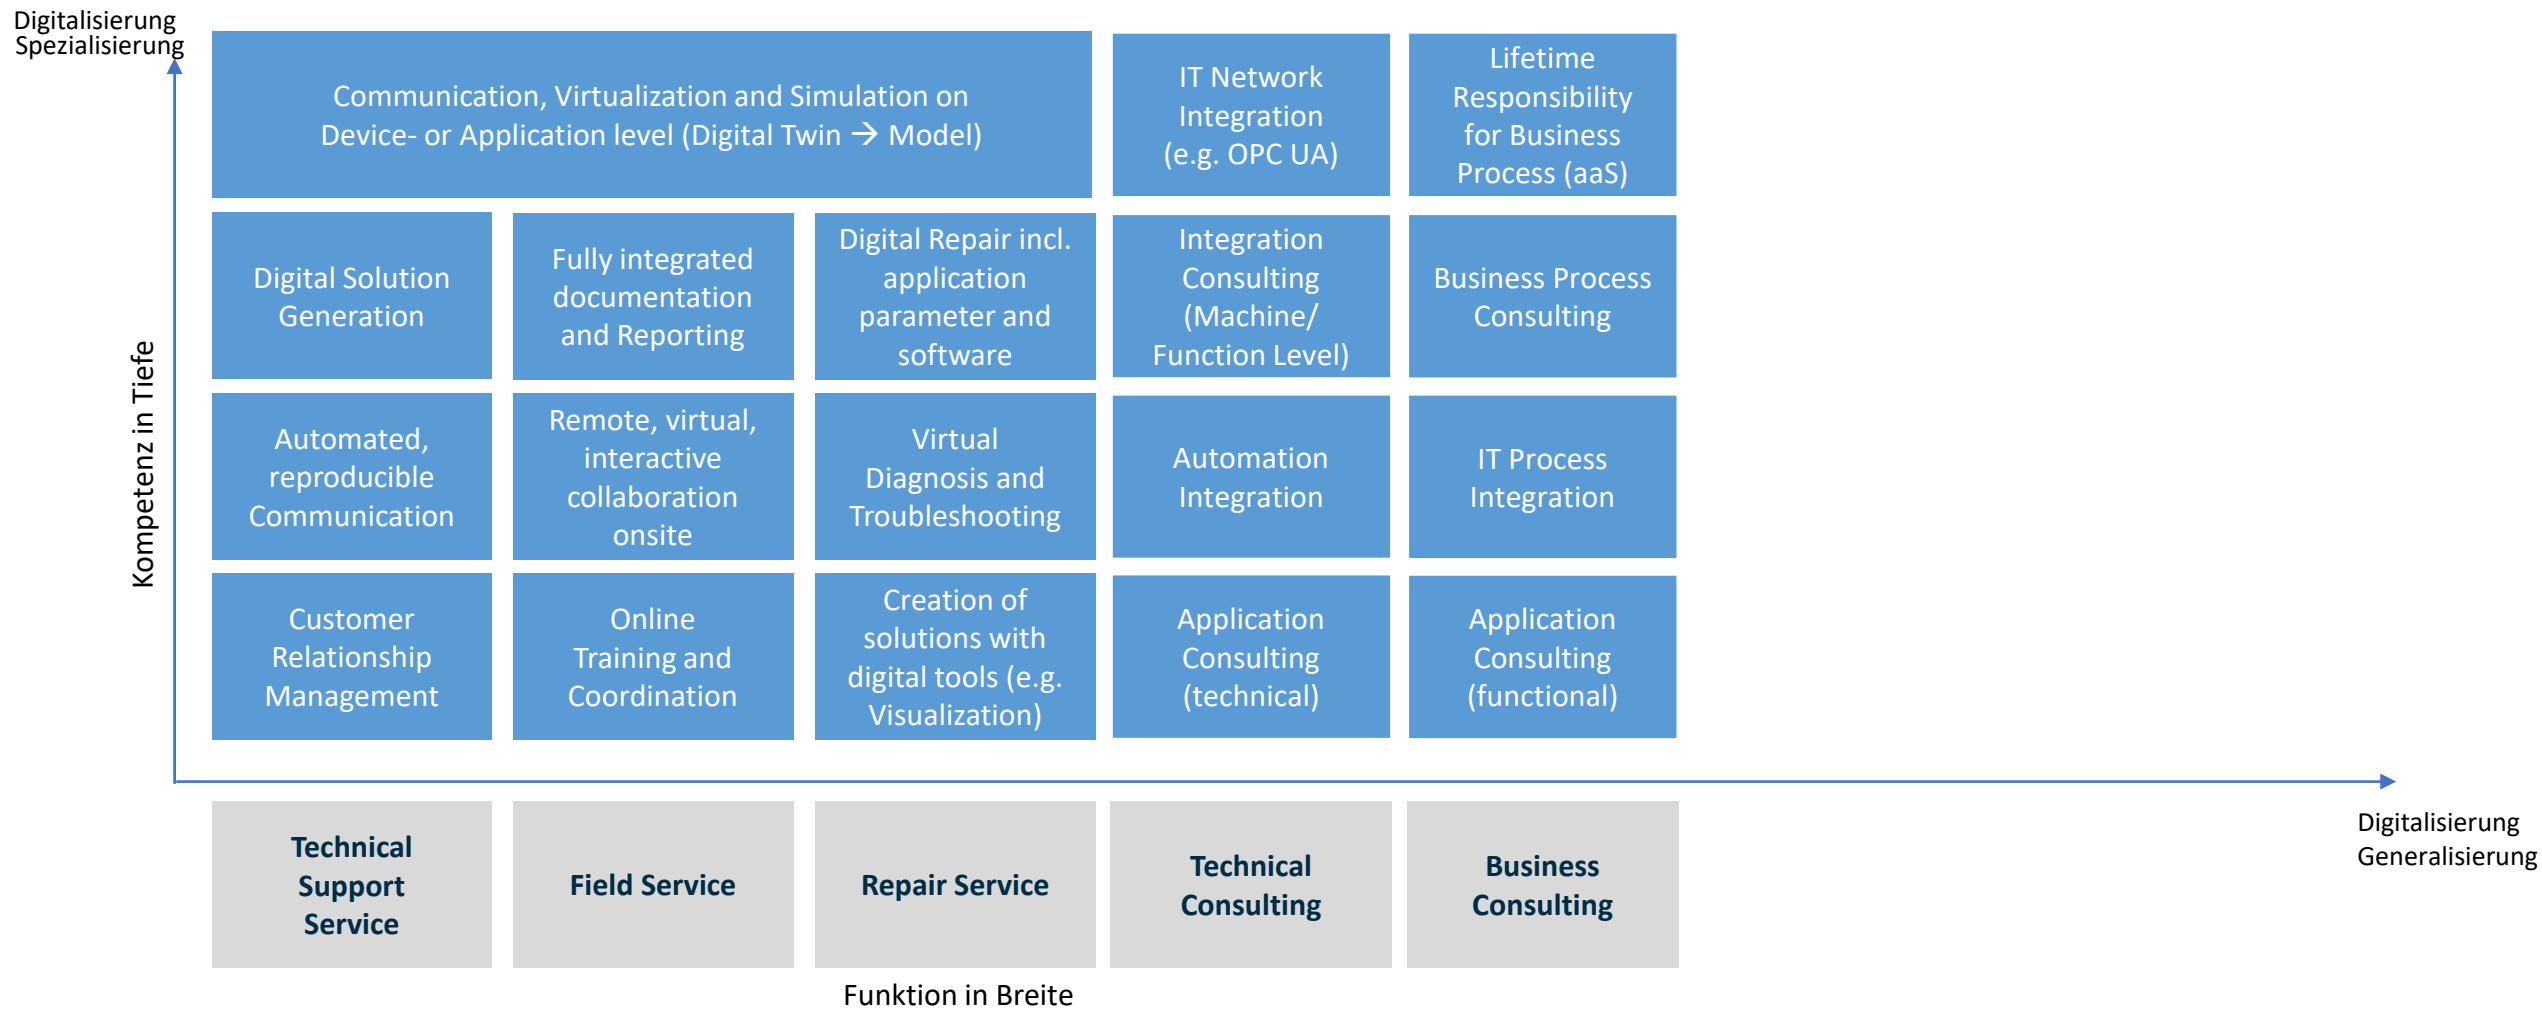 Digitalisierung
Spezialisierung
Communication, Virtualization and Simulation on
Device- or Application level (Digital Twin → Model)
IT Network
Integration
(e.g. OPC UA)
Lifetime
Responsibility
for Business
Process (aaS)
Digital Solution
Generation
Fully integrated
documentation
and Reporting
Digital Repair incl.
application
parameter and
software
Integration
Consulting
(Machine/
Function Level)
Business Process
Consulting
Kompetenz in Tiefe
Automated,
reproducible
Communication
Remote, virtual,
interactive
collaboration
onsite
Virtual
Diagnosis and
Troubleshooting
Automation
Integration
IT Process
Integration
Customer
Relationship
Management
Online
Training and
Coordination
Creation of
solutions with
digital tools (e.g.
Visualization)
Application
Consulting
(technical)
Application
Consulting
(functional)
Technical
Support
Service
Field Service
Repair Service
Technical
Consulting
Business
Consulting
Digitalisierung
Generalisierung
Funktion in Breite